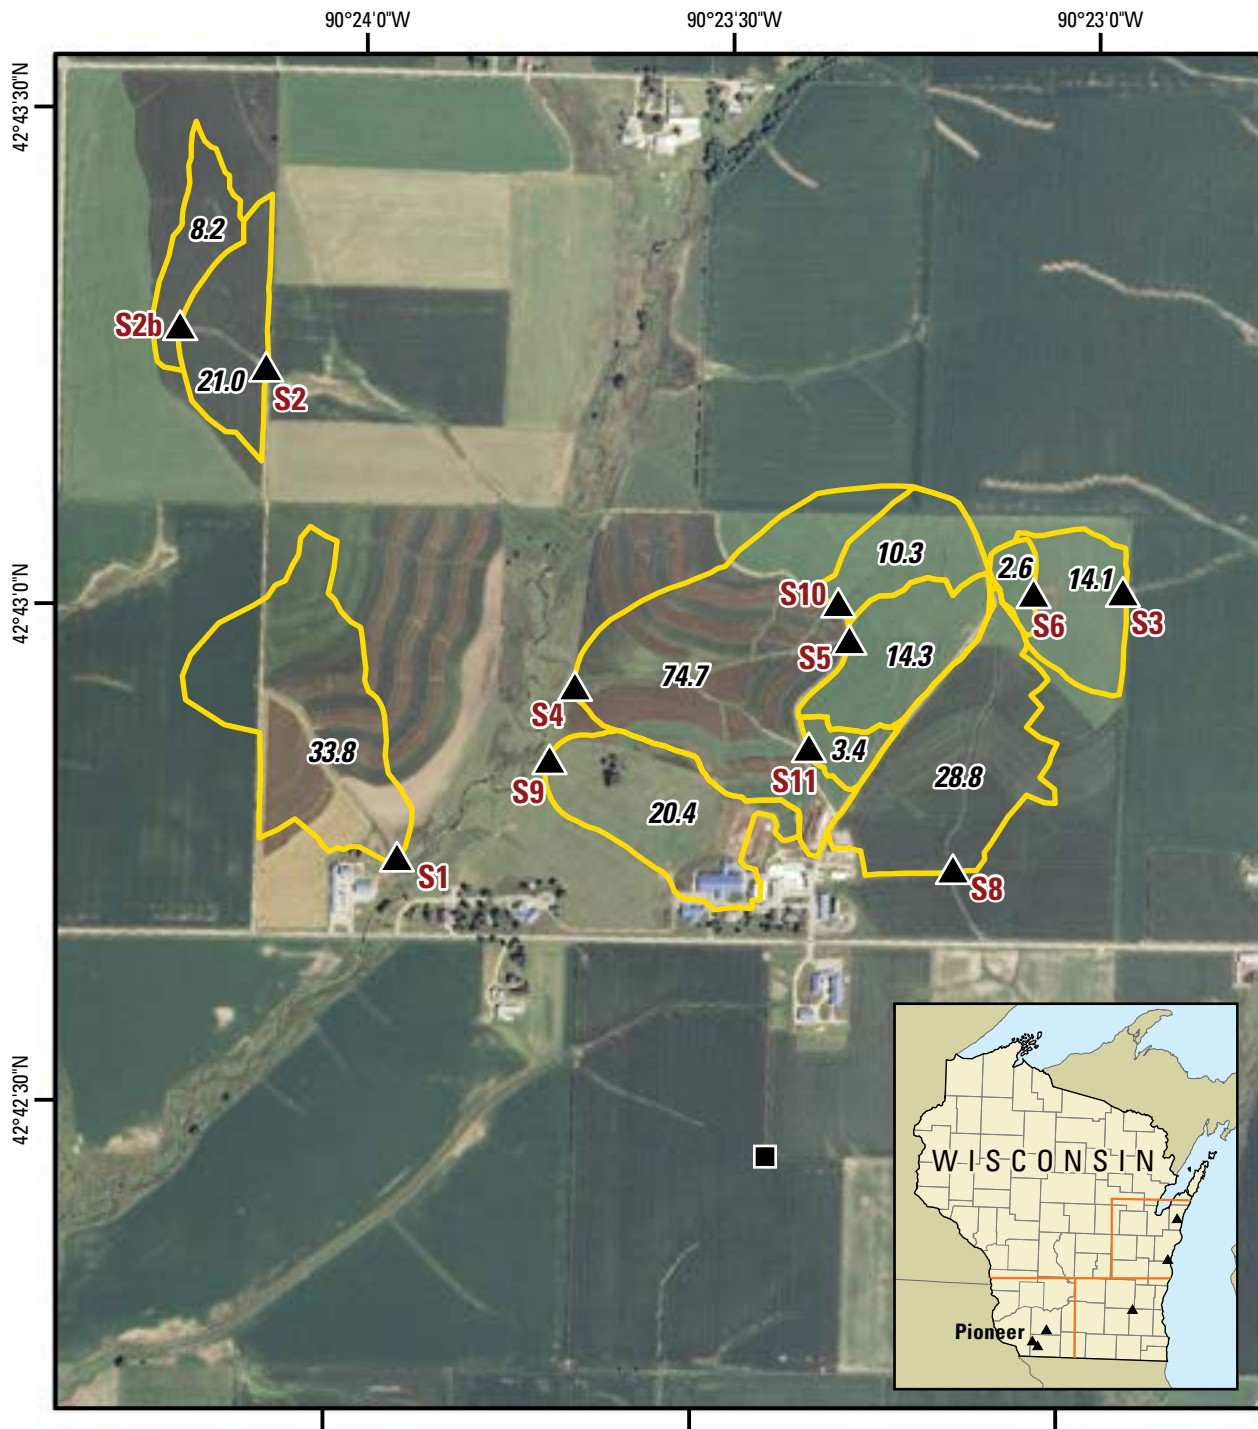 90°24'0"W
90°23'30"W
90°23'0"W
42°43'30"N
8.2
S2b
21.0
S2
10.3
2.6
14.1
42°43'0"N
S10
S6
S3
S5
14.3
74.7
S4
33.8
3.4
S11
28.8
S9
20.4
S1
S8
42°42'30"N
WISCONSIN
Pioneer